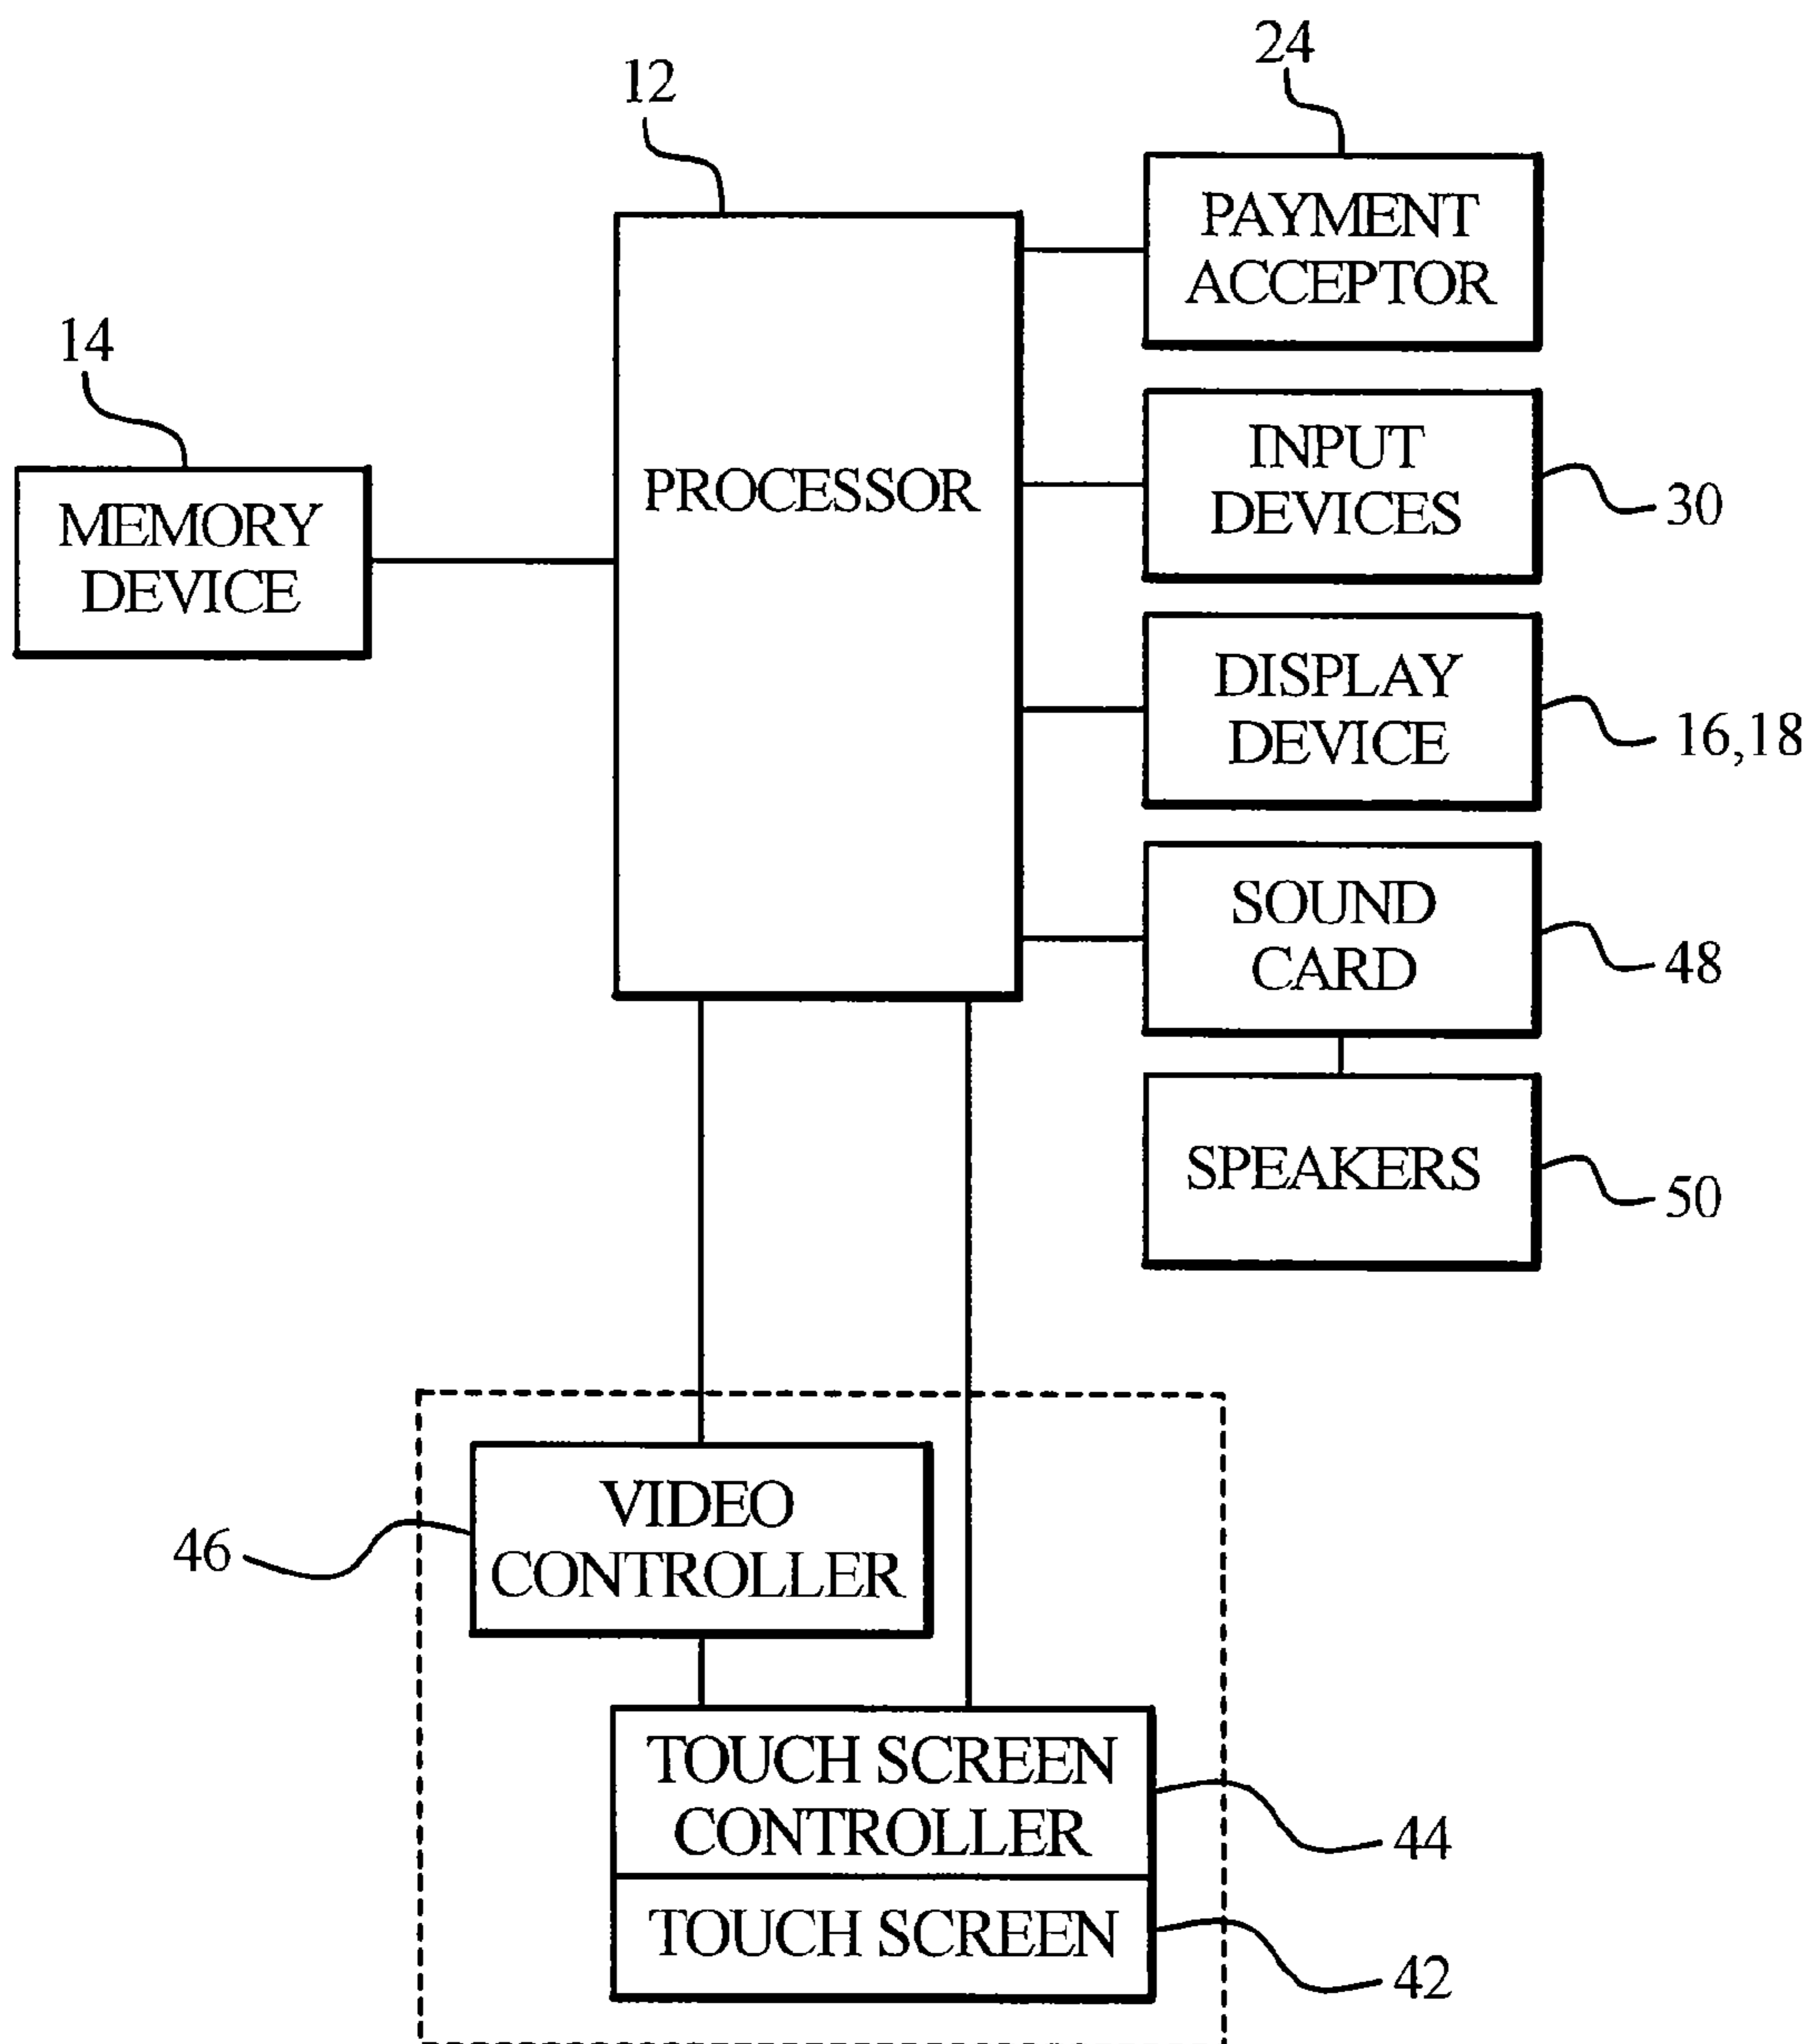 24
12
PAYMENT
ACCEPTOR
14
INPUT
DEVICES
30
PROCESSOR
MEMORY
DEVICE
DISPLAY
DEVICE
16,18
SOUND
CARD
48
SPEAKERS
50
VIDEO
CONTROLLER
46
TOUCH SCREEN
CONTROLLER
44
TOUCH SCREEN
42